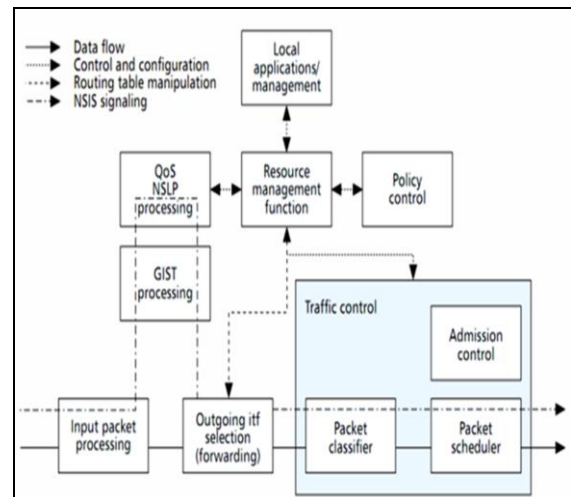 Data flow
Control and configuration
Routing table manipulation
NSIS signaling
Local
applications/
management
QoS
NSLP
processing
Resource
management
function
Policy
control
GIST
processing
Traffic control
Admission
control
Input packet
processing
Outgoing itf
selection
(forwarding)
Packet
classifier
Packet
scheduler